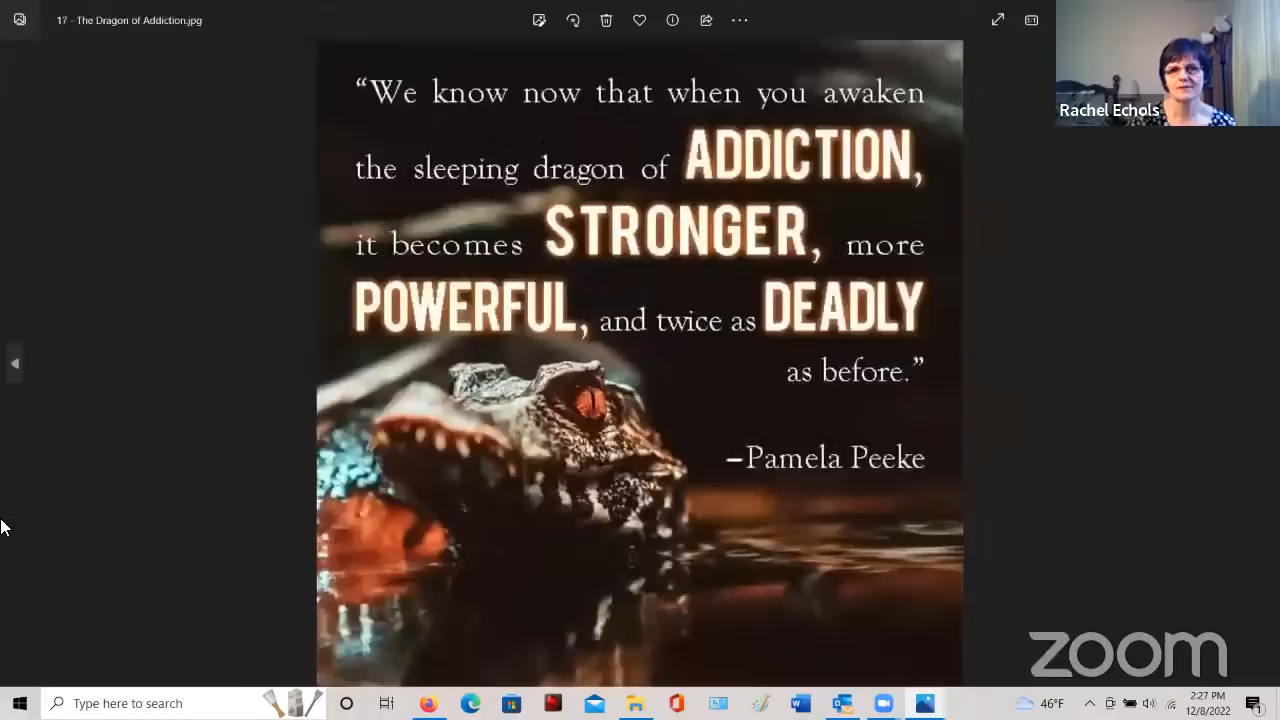 17 - The Dragon of Addiction.jpg
Rachel Echols
“We know now that when you awaken
the sleeping dragon of ADDICTION,
it becomes STRONGER, more
POWERFUL, and twice as DEADLY
as before.”
–Pamela Peeke
zoom
Type here to search
46°F
2:27 PM
12/8/2022